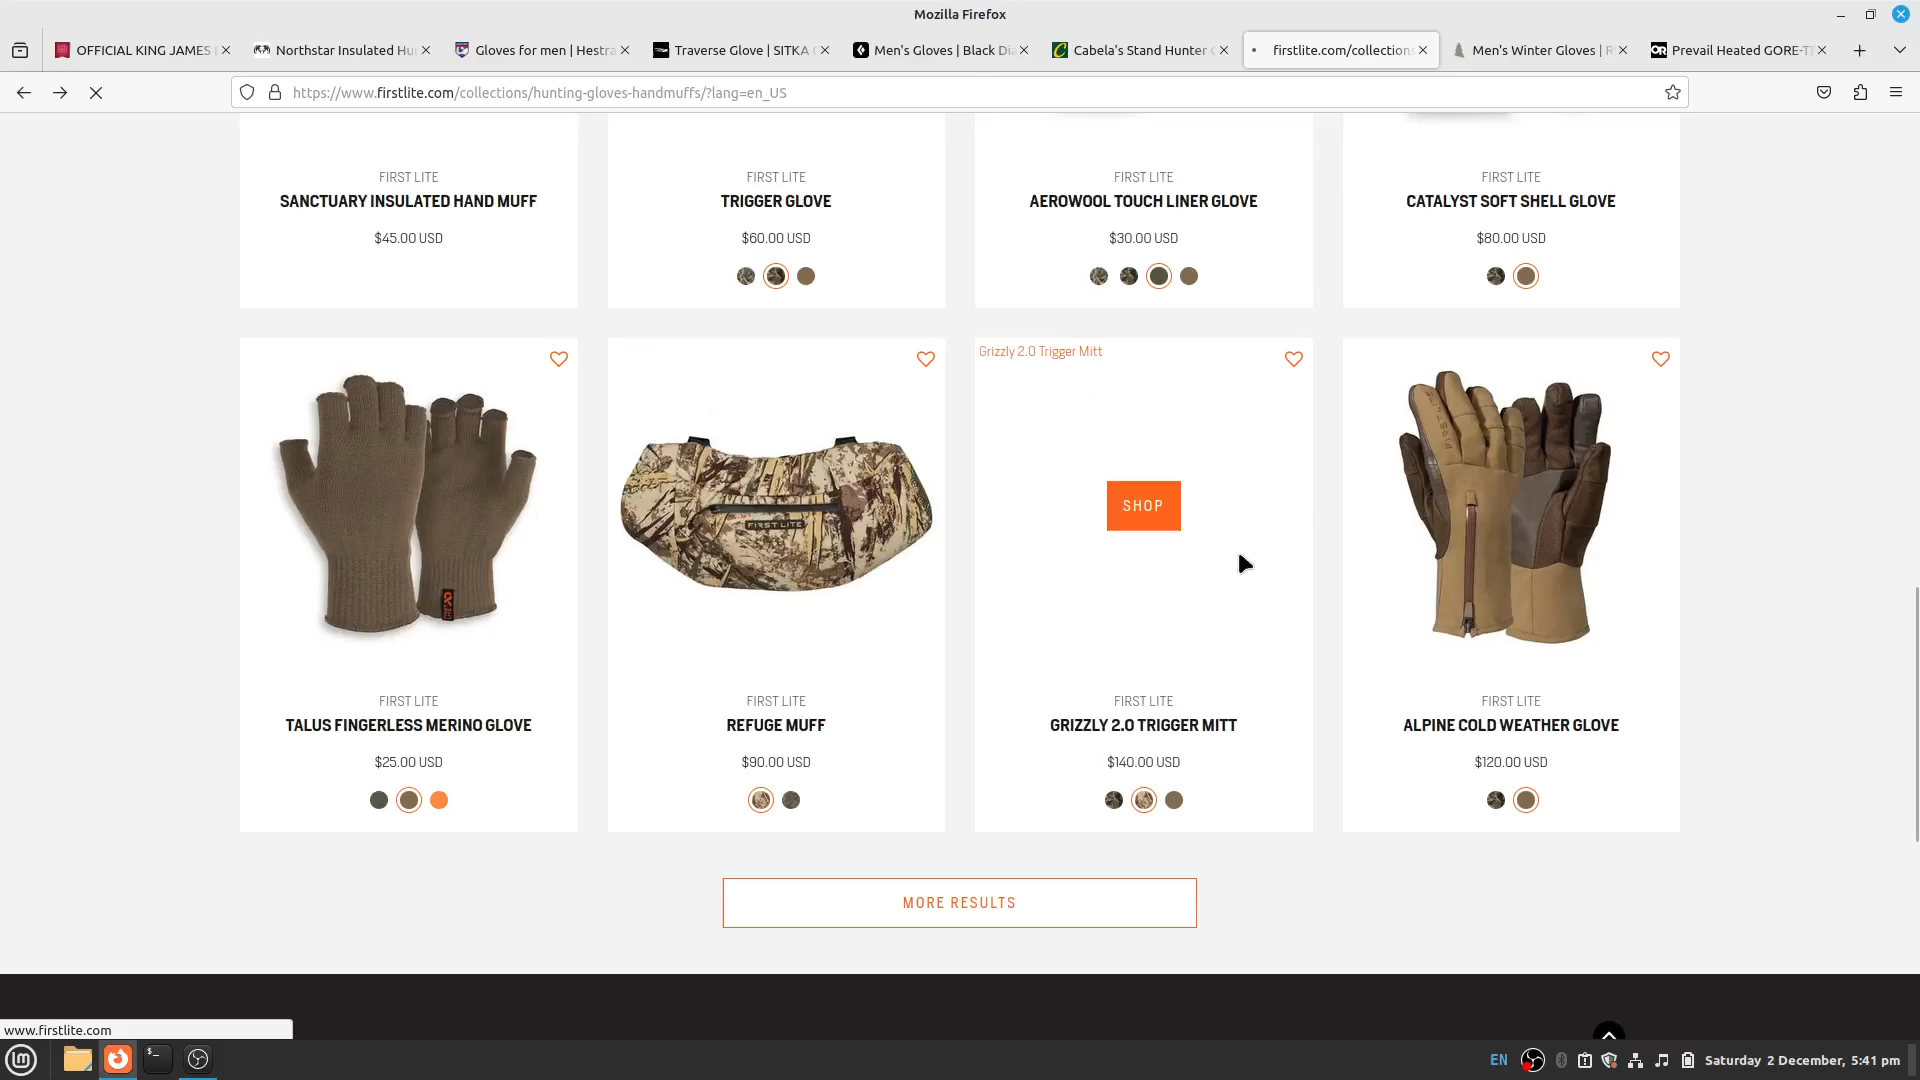 Mozilla Firefox
OFFICIAL KING JAMES
Northstar Insulated Hu
Gloves for men | Hestra
Traverse Glove | SITKA
Men's Gloves | Black Dia
Cabela's Stand Hunter
firstlite.com/collections
Men's Winter Gloves | R
Prevail Heated GORE-T
https://www.firstlite.com/collections/hunting-gloves-handmuffs/?lang=en_US
FIRST LITE
SANCTUARY INSULATED HAND MUFF
$45.00 USD
FIRST LITE
TRIGGER GLOVE
$60.00 USD
FIRST LITE
AEROWOOL TOUCH LINER GLOVE
$30.00 USD
FIRST LITE
CATALYST SOFT SHELL GLOVE
$80.00 USD
FIRST LITE
TALUS FINGERLESS MERINO GLOVE
$25.00 USD
FIRST LITE
FIRST LITE
REFUGE MUFF
$90.00 USD
Grizzly 2.0 Trigger Mitt
SHOP
FIRST LITE
GRIZZLY 2.0 TRIGGER MITT
$140.00 USD
FIRST LITE
ALPINE COLD WEATHER GLOVE
$120.00 USD
MORE RESULTS
www.firstlite.com
EN
Saturday 2 December, 5:41 pm